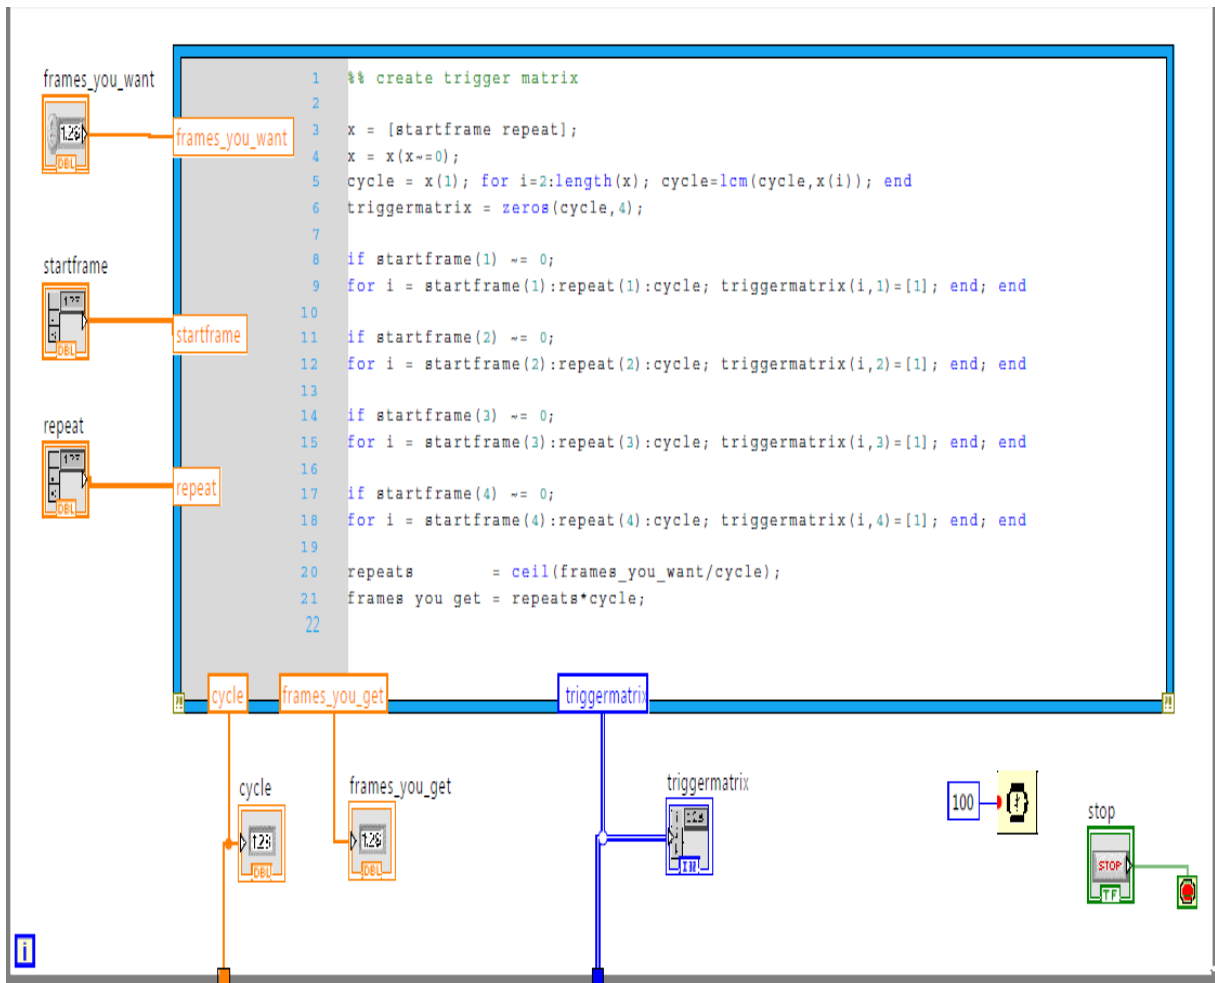 frames_you_want
1.23
DBL
frames_you_want
startframe
DBL
startframe
repeat
DBL
repeat
1 %% create trigger matrix
2
3 x = [startframe repeat];
4 x = x(x~=0);
5 cycle = x(1); for i=2:length(x); cycle=lcm(cycle,x(i)); end
6 triggermatrix = zeros(cycle,4);
7
8 if startframe(1) ~= 0;
9 for i = startframe(1):repeat(1):cycle; triggermatrix(i,1)=[1]; end; end
10
11 if startframe(2) ~= 0;
12 for i = startframe(2):repeat(2):cycle; triggermatrix(i,2)=[1]; end; end
13
14 if startframe(3) ~= 0;
15 for i = startframe(3):repeat(3):cycle; triggermatrix(i,3)=[1]; end; end
16
17 if startframe(4) ~= 0;
18 for i = startframe(4):repeat(4):cycle; triggermatrix(i,4)=[1]; end; end
19
20 repeats = ceil(frames_you_want/cycle);
21 frames you get = repeats*cycle;
22
cycle
frames_you_get
triggermatrix
cycle
1.23
DBL
frames_you_get
1.23
DBL
triggermatrix
100
stop
STOP
TF
i